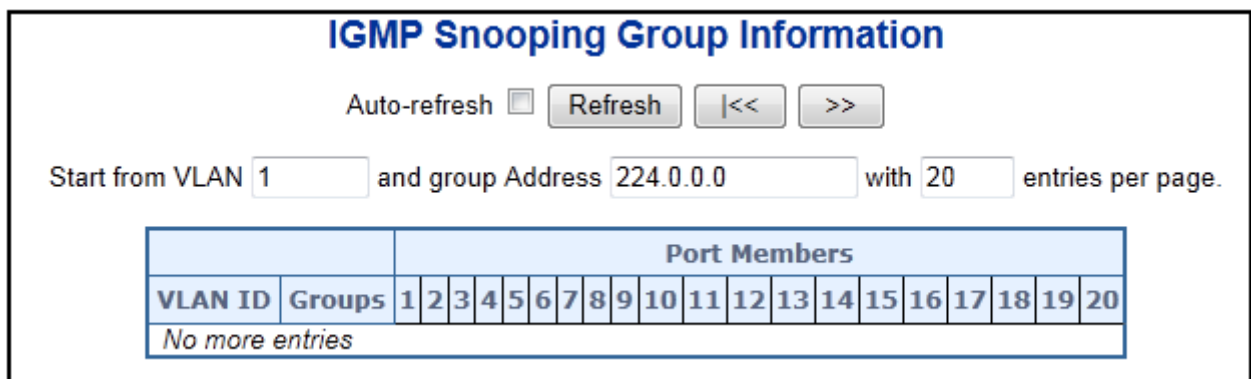 IGMP Snooping Group Information
Auto-refresh Refresh |<< >>
Start from VLAN 1 and group Address 224.0.0.0 with 20 entries per page.
Port Members
VLAN ID Groups 1 2 3 4 5 6 7 8 9 10 11 12 13 14 15 16 17 18 19 20
No more entries